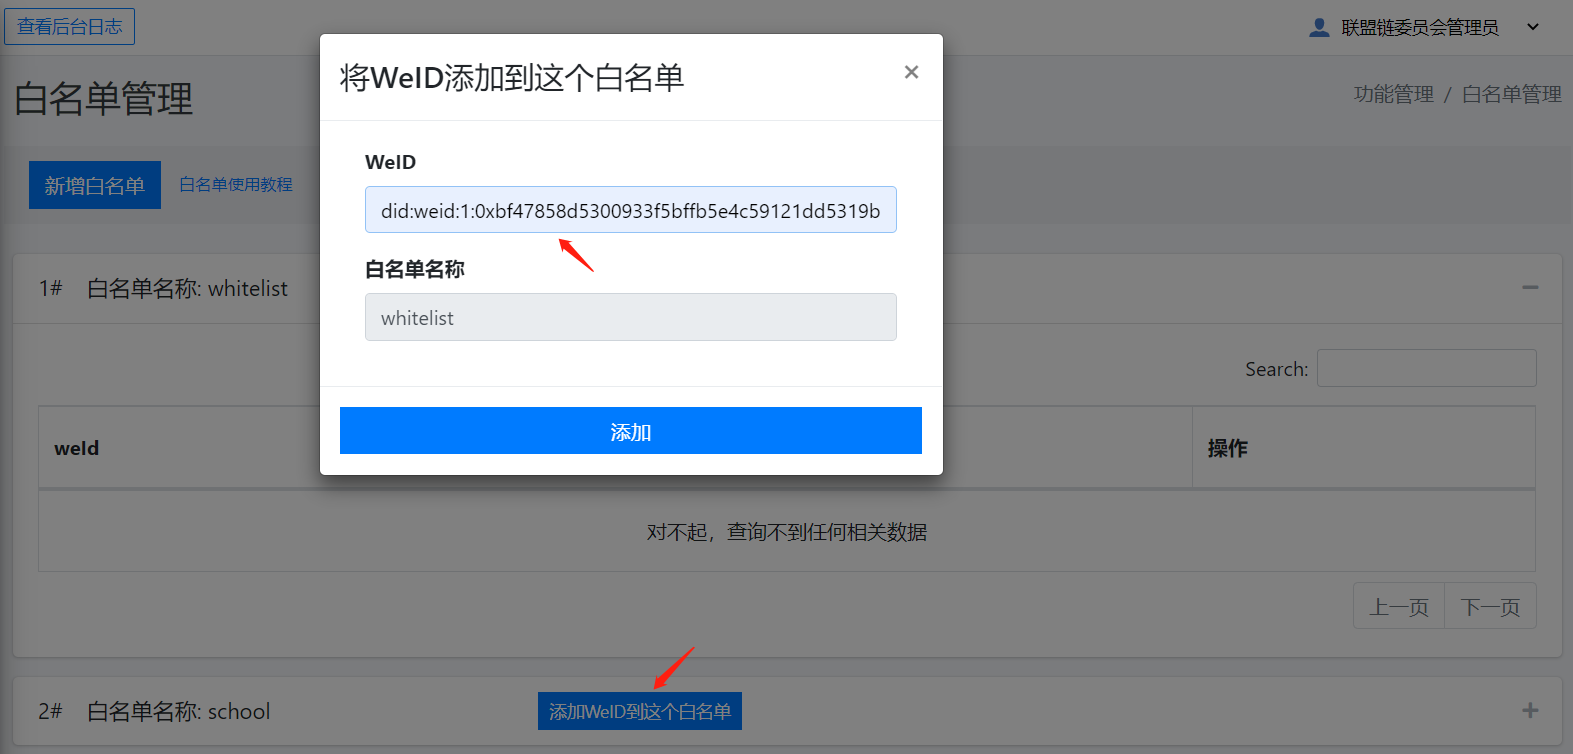 查看后台日志
联盟链委员会管理员
白名单管理
功能管理 / 白名单管理
新增白名单 白名单使用教程
将WeID添加到这个白名单 ×
WeID
did:weid:1:0xbf47858d5300933f5bffb5e4c59121dd5319b
白名单名称
whitelist
添加
1# 白名单名称: whitelist
Search:
weId 操作
对不起，查询不到任何相关数据
上一页 下一页
2# 白名单名称: school 添加WeID到这个白名单